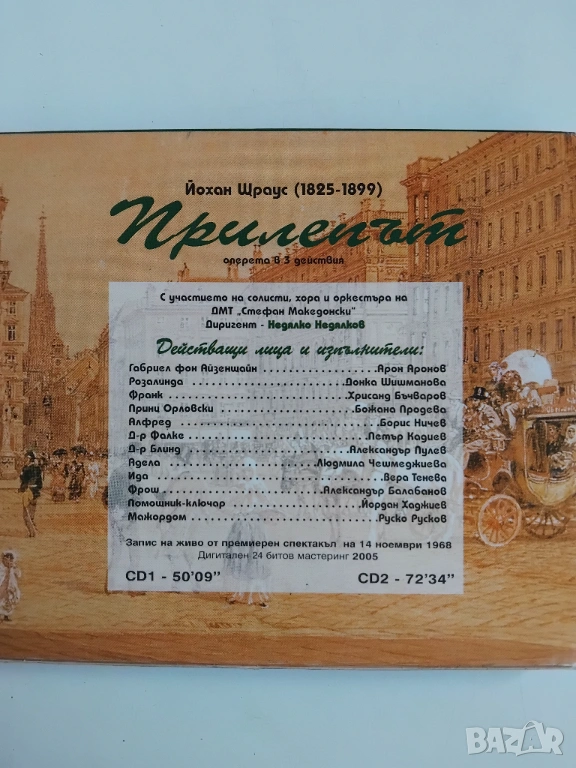 Йохан Щраус (1825-1899)
Прилепът
оперета в 3 действия
С участието на солисти, хора и оркестъра на
ДМТ „Стефан Македонски"
Диригент - Недялко Недялков
Действащи лица и изпълнители:
Габриел фон Айзенщайн ..... Арон Аронов
Розалинда ..... Донка Шишманова
Франк ..... Хрисанд Бъчваров
Принц Орловски ..... Божана Продева
Алфред ..... Борис Ничев
Д-р Фалке ..... Петър Кадиев
Д-р Блинд ..... Александър Пулев
Адела ..... Людмила Чешмеджиева
Ида ..... Вера Тенева
Фрош ..... Александър Балабанов
Помощник-ключар ..... Йордан Хаджиев
Мажордом ..... Руско Русков
Запис на живо от премиерен спектакъл на 14 ноември 1968
Дигитален 24 битов мастеринг 2005
CD1 - 50'09" CD2 - 72'34"
BAZAR